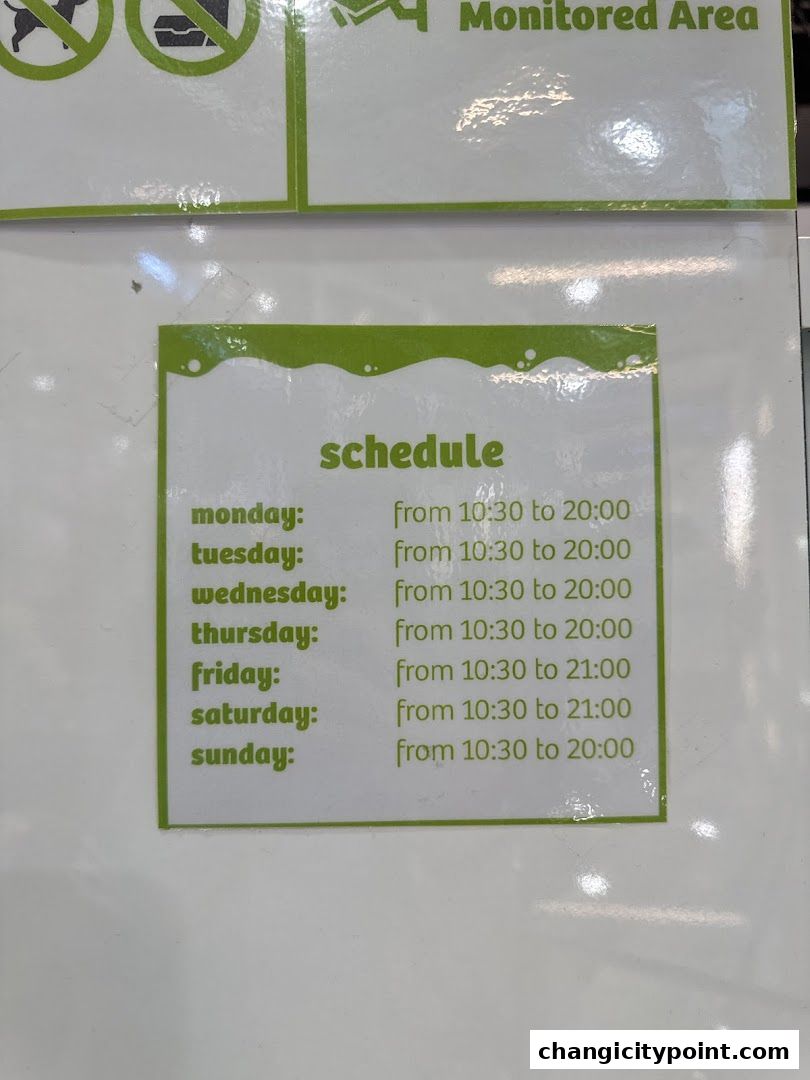 Monitored Area
schedule
monday: from 10:30 to 20:00
tuesday: from 10:30 to 20:00
wednesday: from 10:30 to 20:00
thursday: from 10:30 to 20:00
friday: from 10:30 to 21:00
saturday: from 10:30 to 21:00
sunday: from 10:30 to 20:00
changicitypoint.com